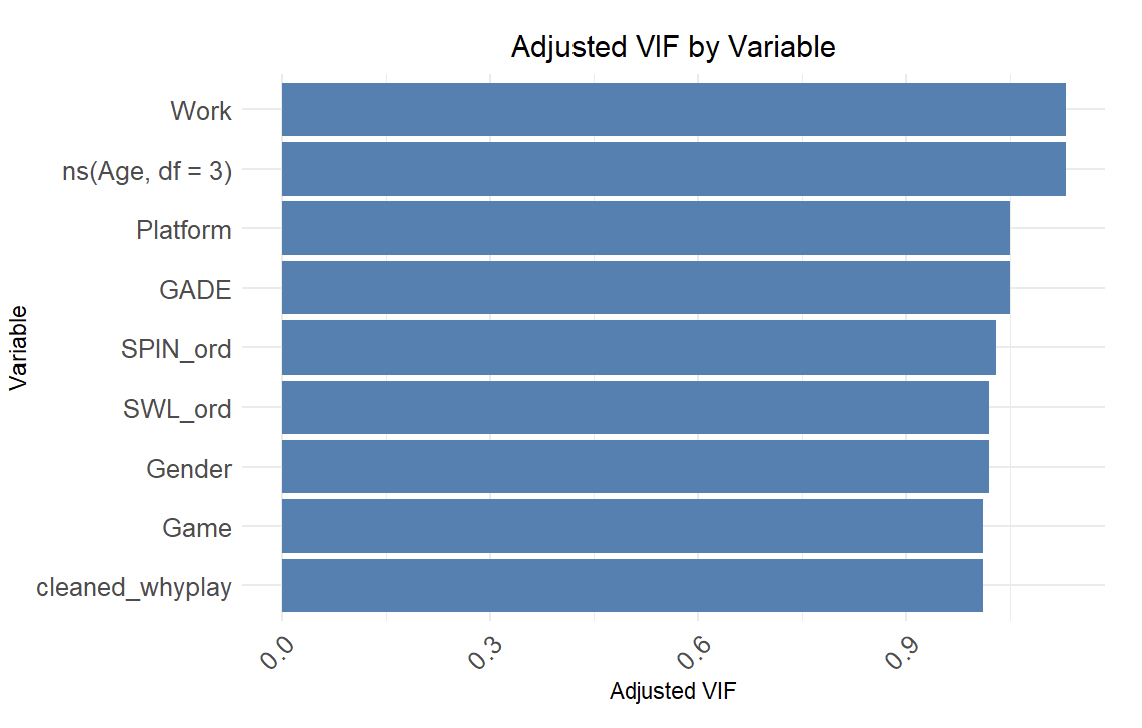 Adjusted VIF by Variable
Variable
Work
ns(Age, df = 3)
Platform
GADE
SPIN_ord
SWL_ord
Gender
Game
cleaned_whyplay
0.0
0.3
0.6
0.9
Adjusted VIF